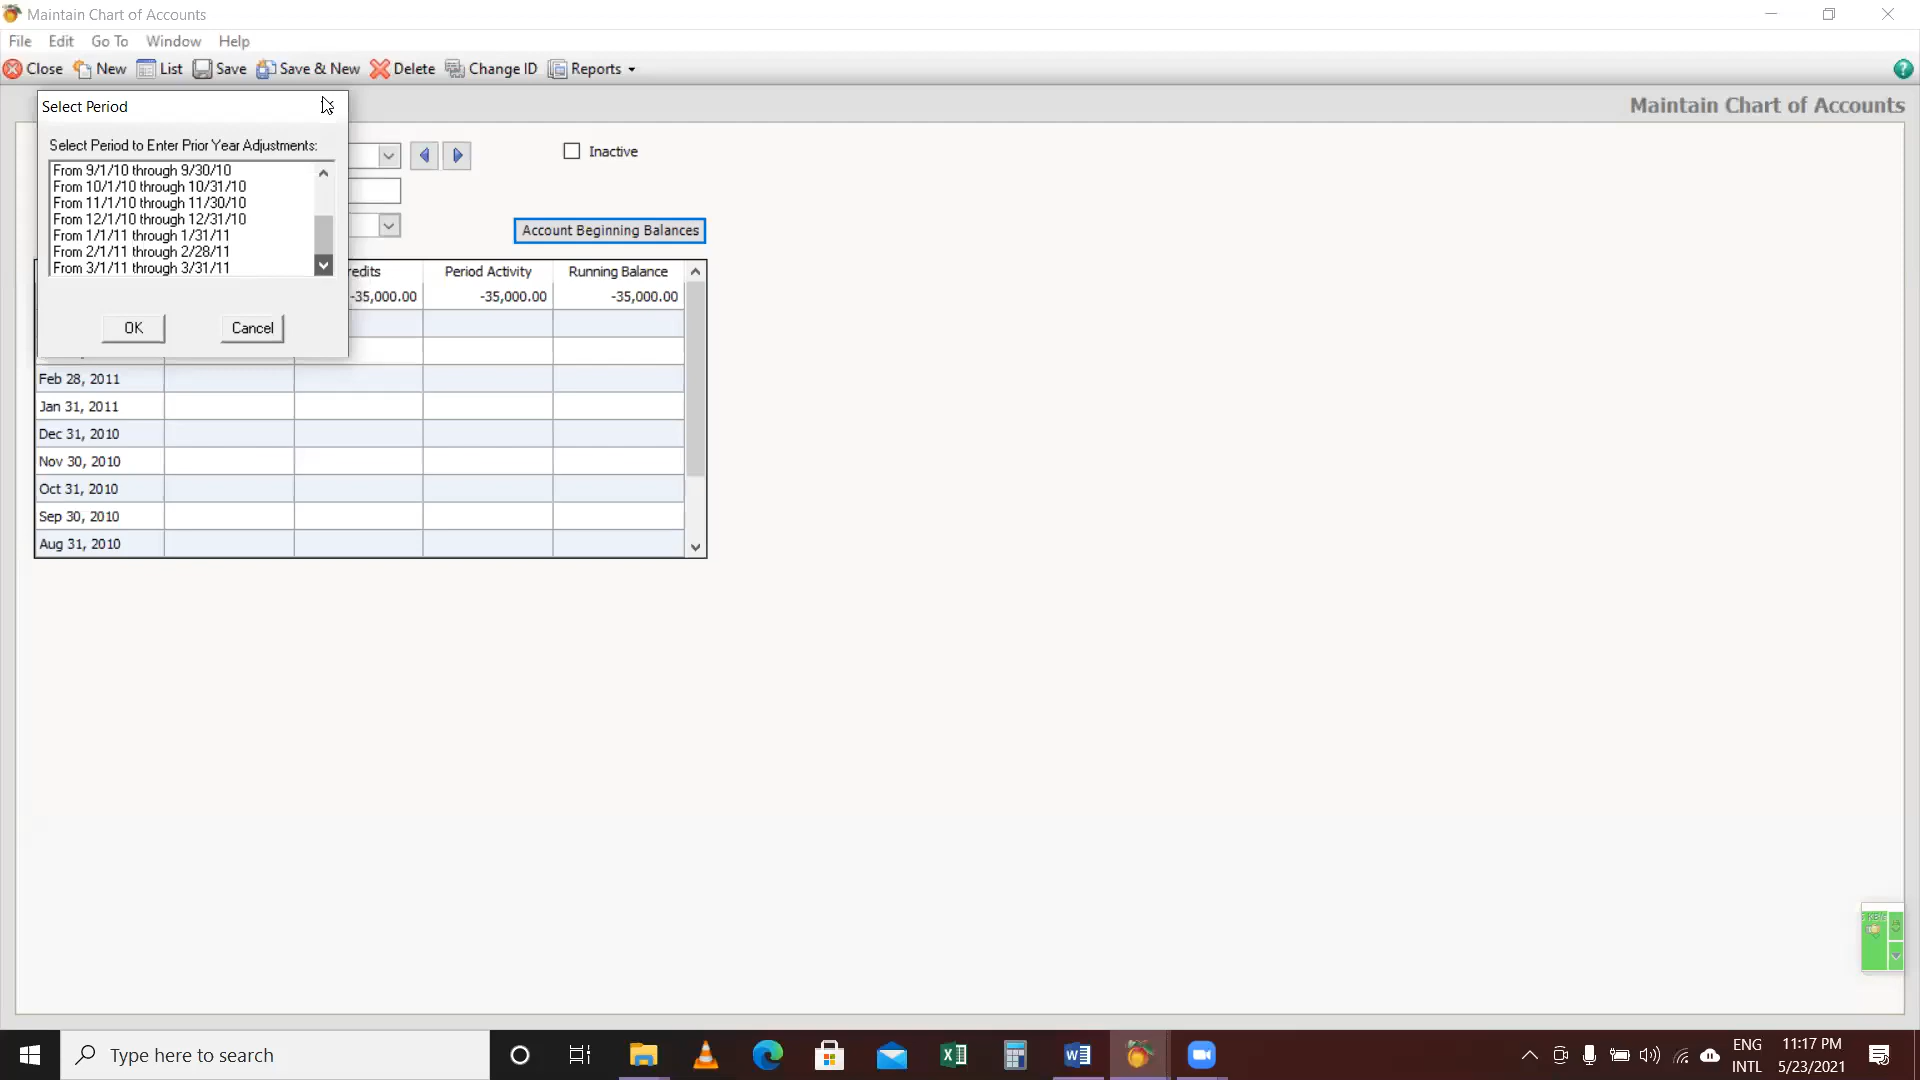 Maintain Chart of Accounts
File Edit Go To Window Help
Close New List Save Save & New Delete Change ID Reports
Maintain Chart of Accounts
Select Period
Select Period to Enter Prior Year Adjustments:
From 9/1/10 through 9/30/10
From 10/1/10 through 10/31/10
From 11/1/10 through 11/30/10
From 12/1/10 through 12/31/10
From 1/1/11 through 1/31/11
From 2/1/11 through 2/28/11
From 3/1/11 through 3/31/11
OK Cancel
Inactive
Account Beginning Balances
redits Period Activity Running Balance
-35,000.00 -35,000.00 -35,000.00
Feb 28, 2011
Jan 31, 2011
Dec 31, 2010
Nov 30, 2010
Oct 31, 2010
Sep 30, 2010
Aug 31, 2010
Type here to search
ENG
INTL
11:17 PM
5/23/2021